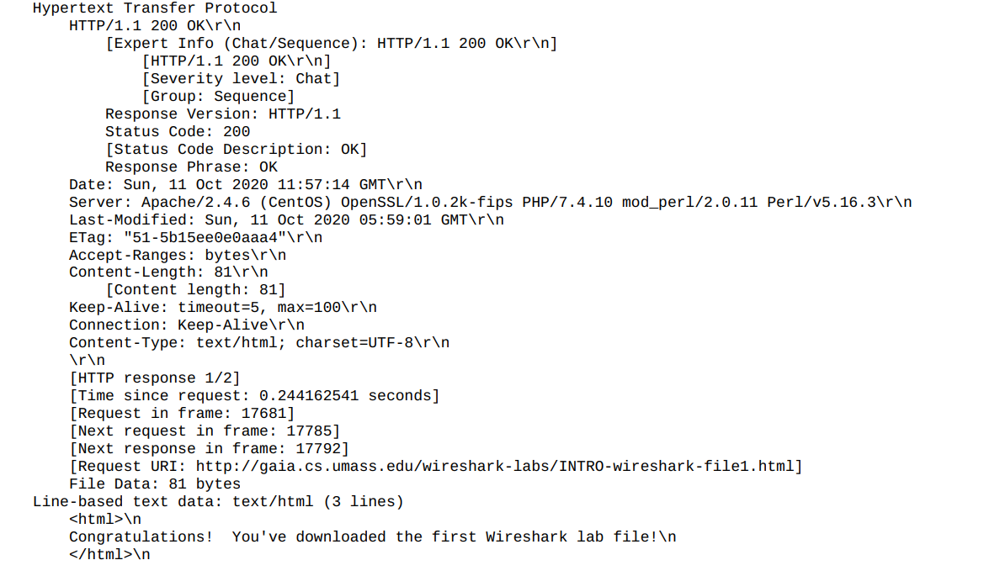 Hypertext Transfer Protocol
HTTP/1.1 200 OK\r\n
[Expert Info (Chat/Sequence): HTTP/1.1 200 OK\r\n]
[HTTP/1.1 200 OK\r\n]
[Severity level: Chat]
[Group: Sequence]
Response Version: HTTP/1.1
Status Code: 200
[Status Code Description: OK]
Response Phrase: OK
Date: Sun, 11 Oct 2020 11:57:14 GMT\r\n
Server: Apache/2.4.6 (CentOS) OpenSSL/1.0.2k-fips PHP/7.4.10 mod_perl/2.0.11 Perl/v5.16.3\r\n
Last-Modified: Sun, 11 Oct 2020 05:59:01 GMT\r\n
ETag: "51-5b15ee0e0aaa4"\r\n
Accept-Ranges: bytes\r\n
Content-Length: 81\r\n
[Content length: 81]
Keep-Alive: timeout=5, max=100\r\n
Connection: Keep-Alive\r\n
Content-Type: text/html; charset=UTF-8\r\n
\r\n
[HTTP response 1/2]
[Time since request: 0.244162541 seconds]
[Request in frame: 17681]
[Next request in frame: 17785]
[Next response in frame: 17792]
[Request URI: http://gaia.cs.umass.edu/wireshark-labs/INTRO-wireshark-file1.html]
File Data: 81 bytes
Line-based text data: text/html (3 lines)
<html>\n
Congratulations!  You've downloaded the first Wireshark lab file!\n
</html>\n